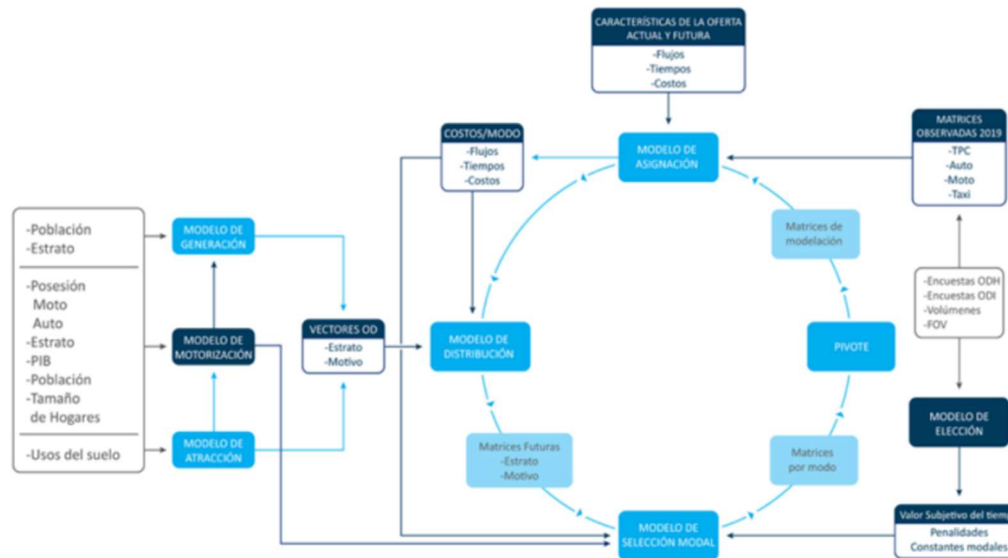 CARACTERÍSTICAS DE LA OFERTA
ACTUAL Y FUTURA
-Flujos
-Tiempos
-Costos
COSTOS/MODO
-Flujos
-Tiempos
-Costos
MODELO DE
ASIGNACIÓN
MATRICES
OBSERVADAS 2019
-TPC
-Auto
-Moto
-Taxi
-Población
-Estrato
-Posesión
Moto
Auto
-Estrato
-PIB
-Población
-Tamaño
de Hogares
-Usos del suelo
MODELO DE
GENERACIÓN
MODELO DE
MOTORIZACIÓN
MODELO DE
ATRACCIÓN
VECTORES OD
-Estrato
-Motivo
MODELO DE
DISTRIBUCIÓN
Matrices de
modelación
PIVOTE
-Encuestas ODH
-Encuestas ODI
-Volúmenes
-FOV
MODELO DE
ELECCIÓN
Matrices Futuras
-Estrato
-Motivo
Matrices
por modo
MODELO DE
SELECCIÓN MODAL
Valor Subjetivo del tiemp
Penalidades
Constantes modales